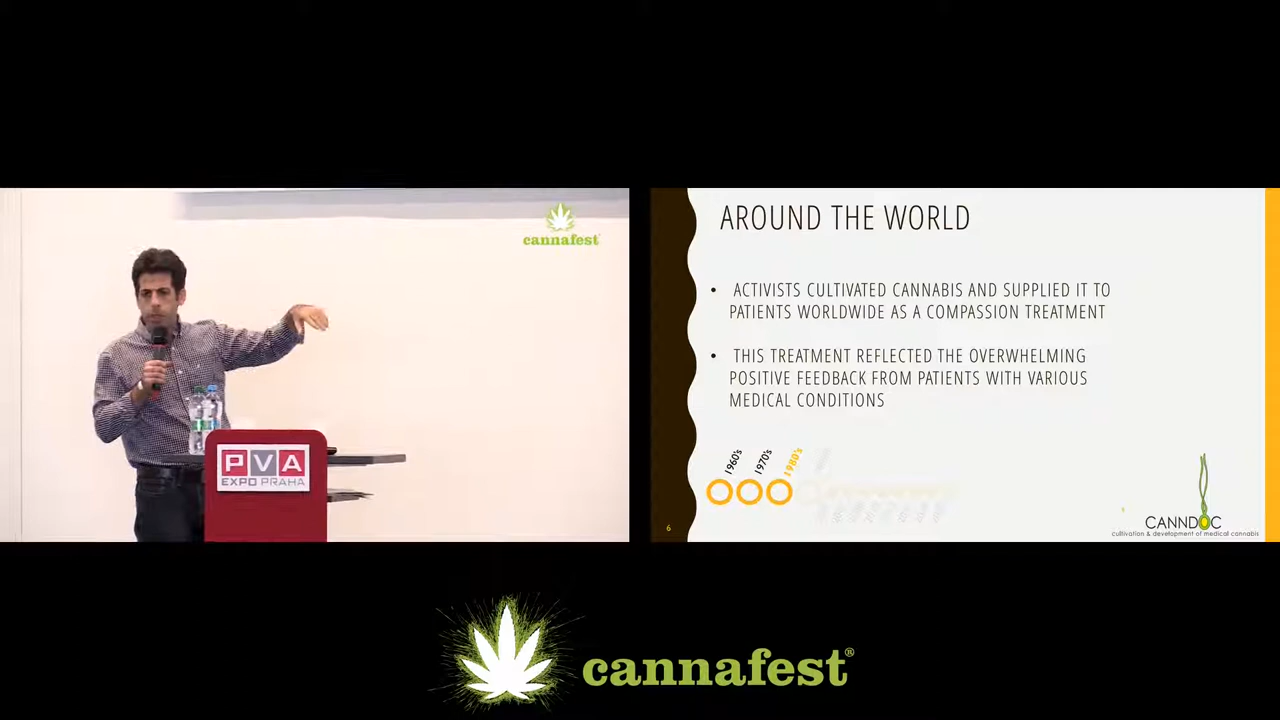 cannafest
PVA
EXPO PRAHA
AROUND THE WORLD
• ACTIVISTS CULTIVATED CANNABIS AND SUPPLIED IT TO
PATIENTS WORLDWIDE AS A COMPASSION TREATMENT
• THIS TREATMENT REFLECTED THE OVERWHELMING
POSITIVE FEEDBACK FROM PATIENTS WITH VARIOUS
MEDICAL CONDITIONS
1960's
1970's
1980's
6
CANNDOC
cultivation & development of medical cannabis
cannafest®